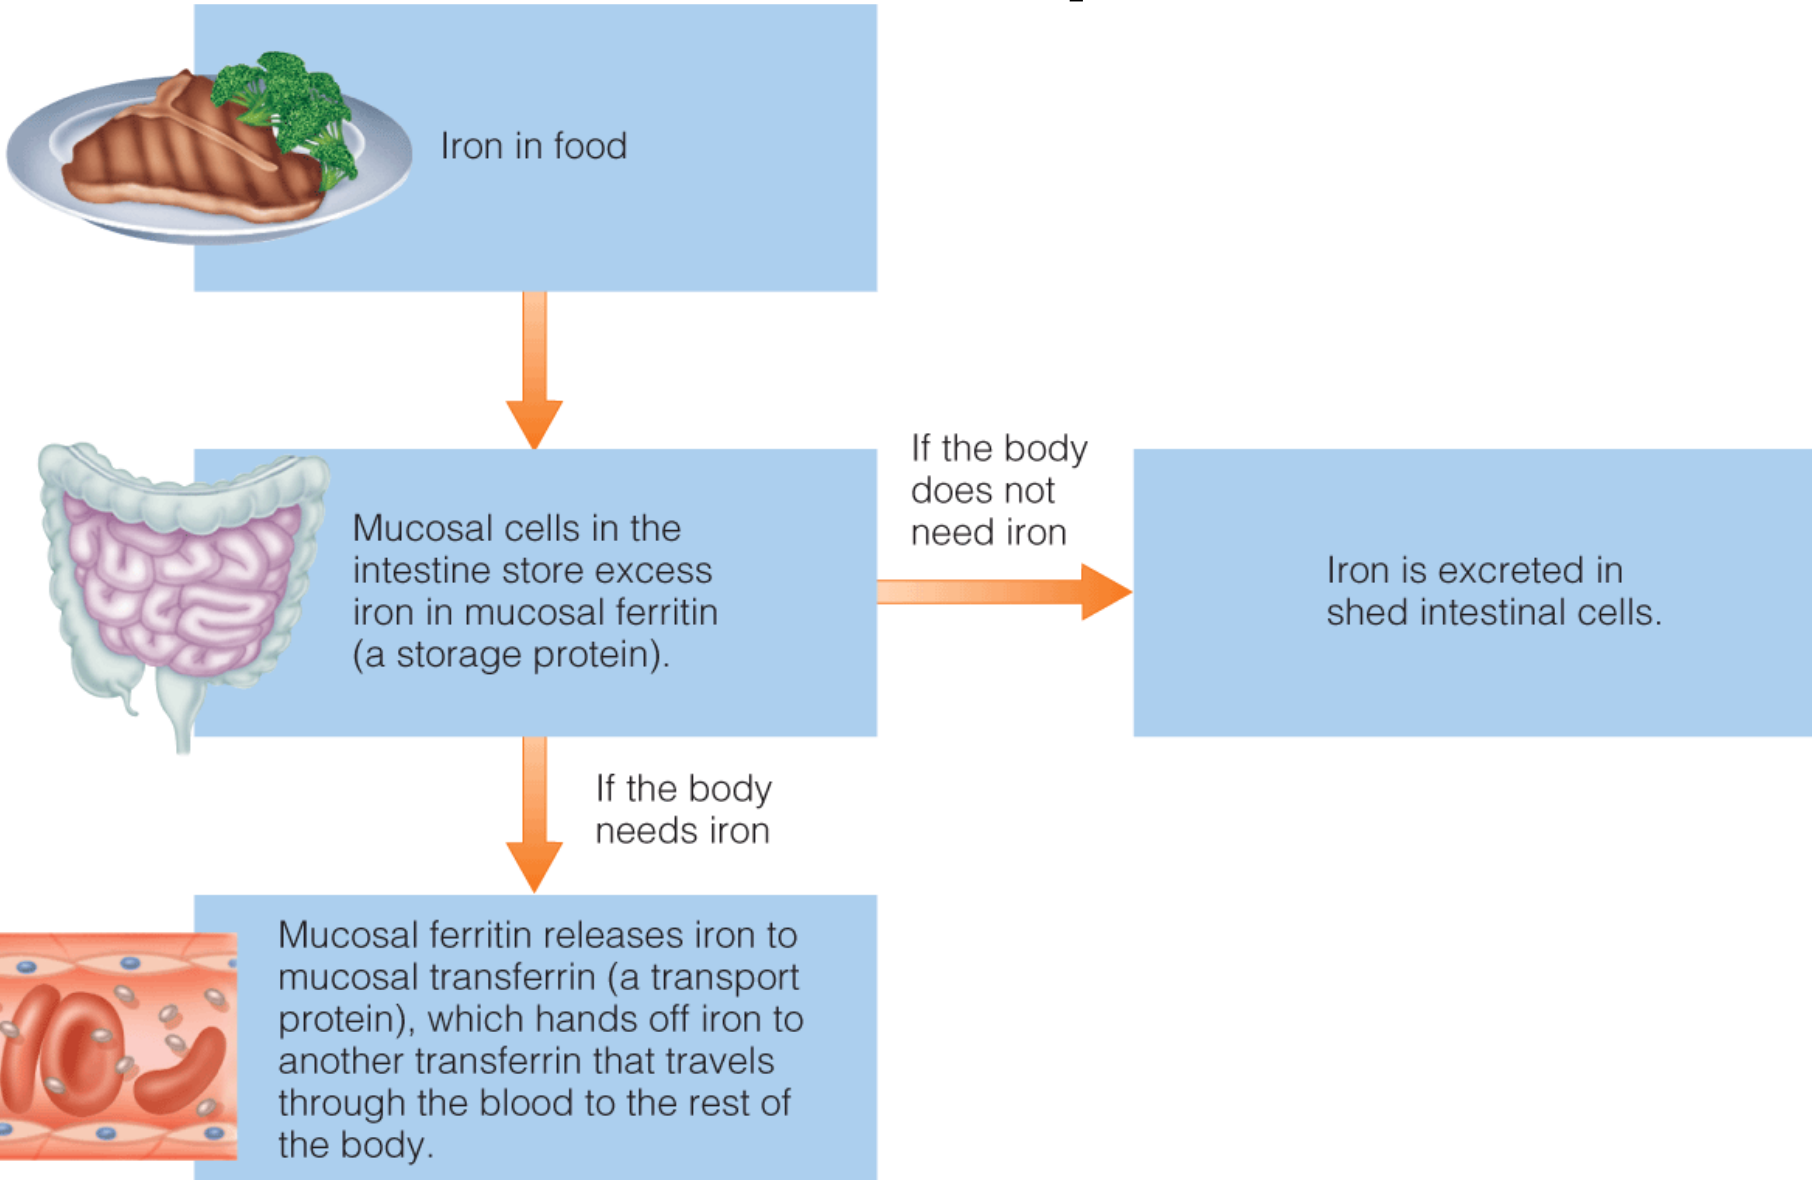 Iron in food
If the body
does not
need iron
Mucosal cells in the
intestine store excess
iron in mucosal ferritin
(a storage protein).
Iron is excreted in
shed intestinal cells.
If the body
needs iron
Mucosal ferritin releases iron to
mucosal transferrin (a transport
protein), which hands off iron to
another transferrin that travels
through the blood to the rest of
the body.